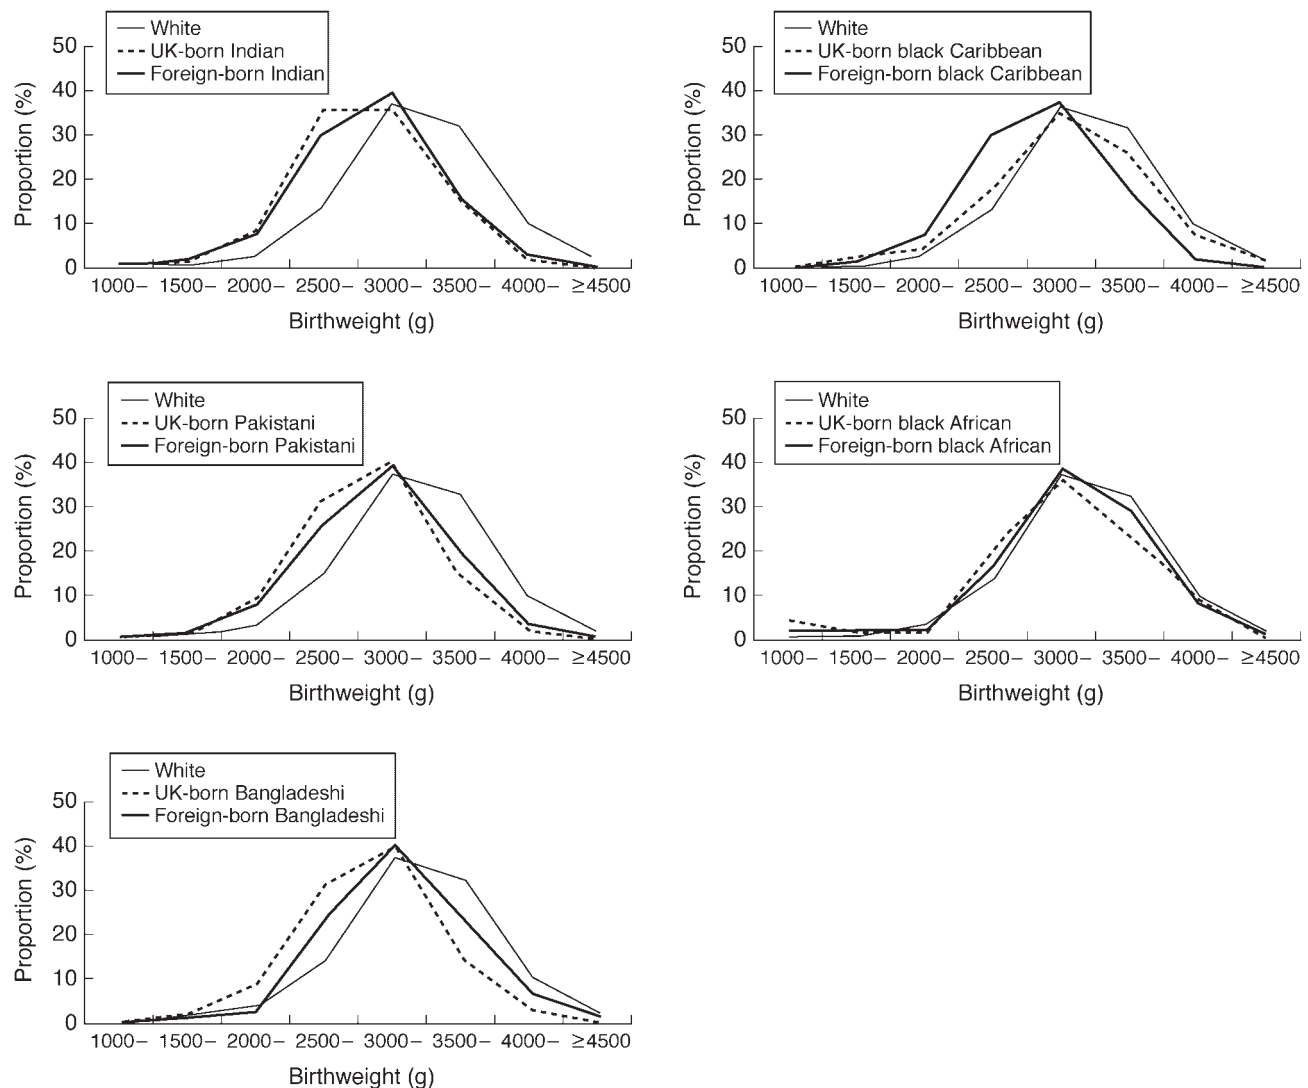 White
UK-born Indian
Foreign-born Indian
50
40
30
20
10
0
Proportion (%)
1000– 1500– 2000– 2500– 3000– 3500– 4000– ≥4500
Birthweight (g)
White
UK-born black Caribbean
Foreign-born black Caribbean
50
40
30
20
10
0
Proportion (%)
1000– 1500– 2000– 2500– 3000– 3500– 4000– ≥4500
Birthweight (g)
White
UK-born Pakistani
Foreign-born Pakistani
50
40
30
20
10
0
Proportion (%)
1000– 1500– 2000– 2500– 3000– 3500– 4000– ≥4500
Birthweight (g)
White
UK-born black African
Foreign-born black African
50
40
30
20
10
0
Proportion (%)
1000– 1500– 2000– 2500– 3000– 3500– 4000– ≥4500
Birthweight (g)
White
UK-born Bangladeshi
Foreign-born Bangladeshi
50
40
30
20
10
0
Proportion (%)
1000– 1500– 2000– 2500– 3000– 3500– 4000– ≥4500
Birthweight (g)